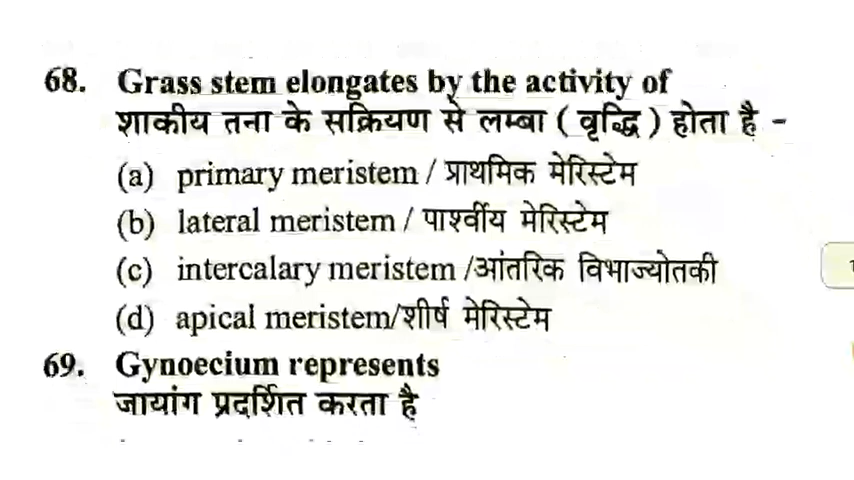 68. Grass stem elongates by the activity of
शाकीय तना के सक्रियण से लम्बा ( वृद्धि ) होता है -
(a) primary meristem / प्राथमिक मेरिस्टेम
(b) lateral meristem / पार्श्वीय मेरिस्टेम
(c) intercalary meristem /आंतरिक विभाज्योतकी
(d) apical meristem/शीर्ष मेरिस्टेम
69. Gynoecium represents
जायांग प्रदर्शित करता है